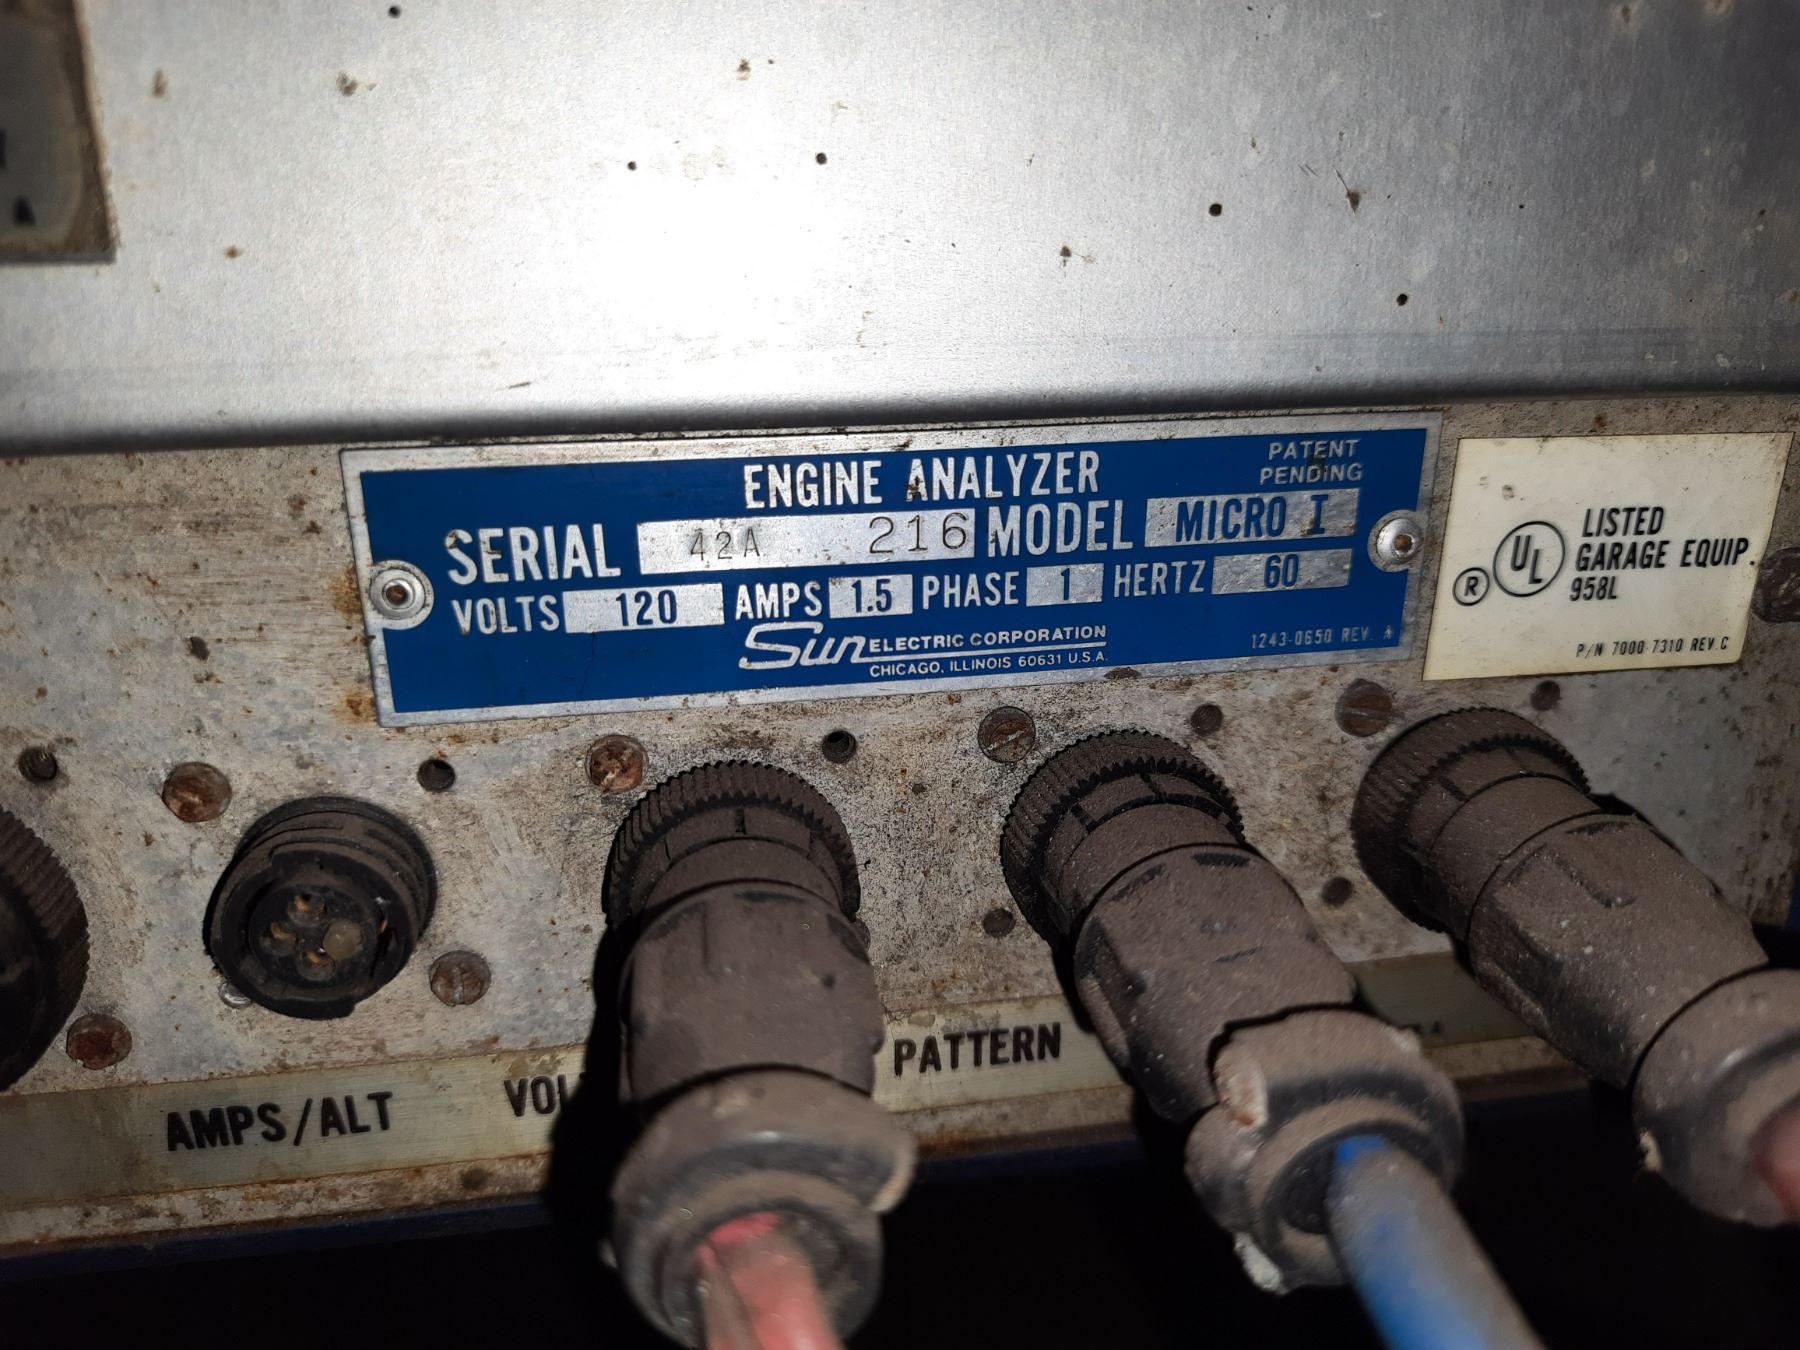 A
ENGINE ANALYZER
PATENT
PENDING
SERIAL 42A 216 MODEL MICRO I
VOLTS 120 AMPS 1.5 PHASE 1 HERTZ 60
Sun ELECTRIC CORPORATION
CHICAGO, ILLINOIS 60631 U.S.A.
1243-0650 REV. A
® UL
LISTED
GARAGE EQUIP.
958L
P/N 7000-7310 REV.C
AMPS/ALT
PATTERN